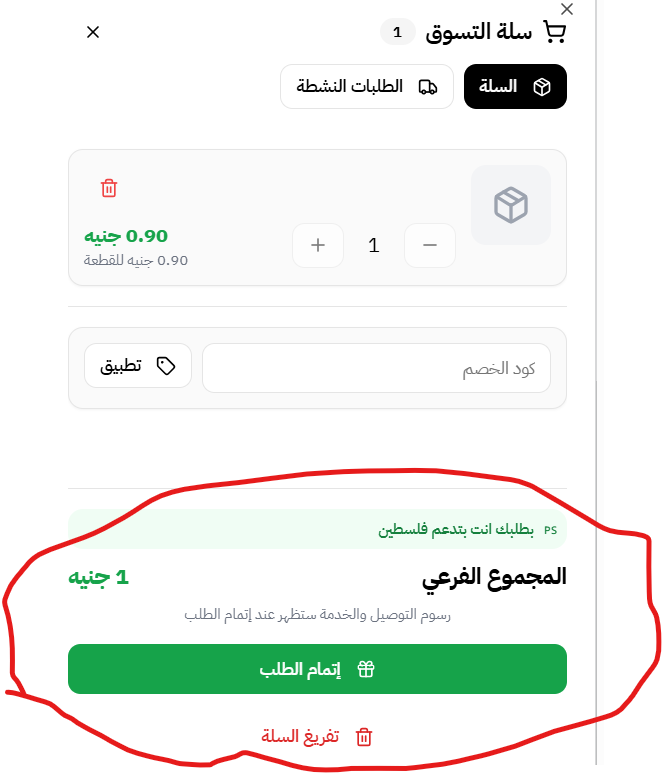 سلة التسوق 1
السلة
الطلبات النشطة
0.90 جنيه
1
0.90 جنيه للقطعة
كود الخصم
تطبيق
PS بطلبك انت بتدعم فلسطين
المجموع الفرعي 1 جنيه
رسوم التوصيل والخدمة ستظهر عند إتمام الطلب
إتمام الطلب
تفريغ السلة